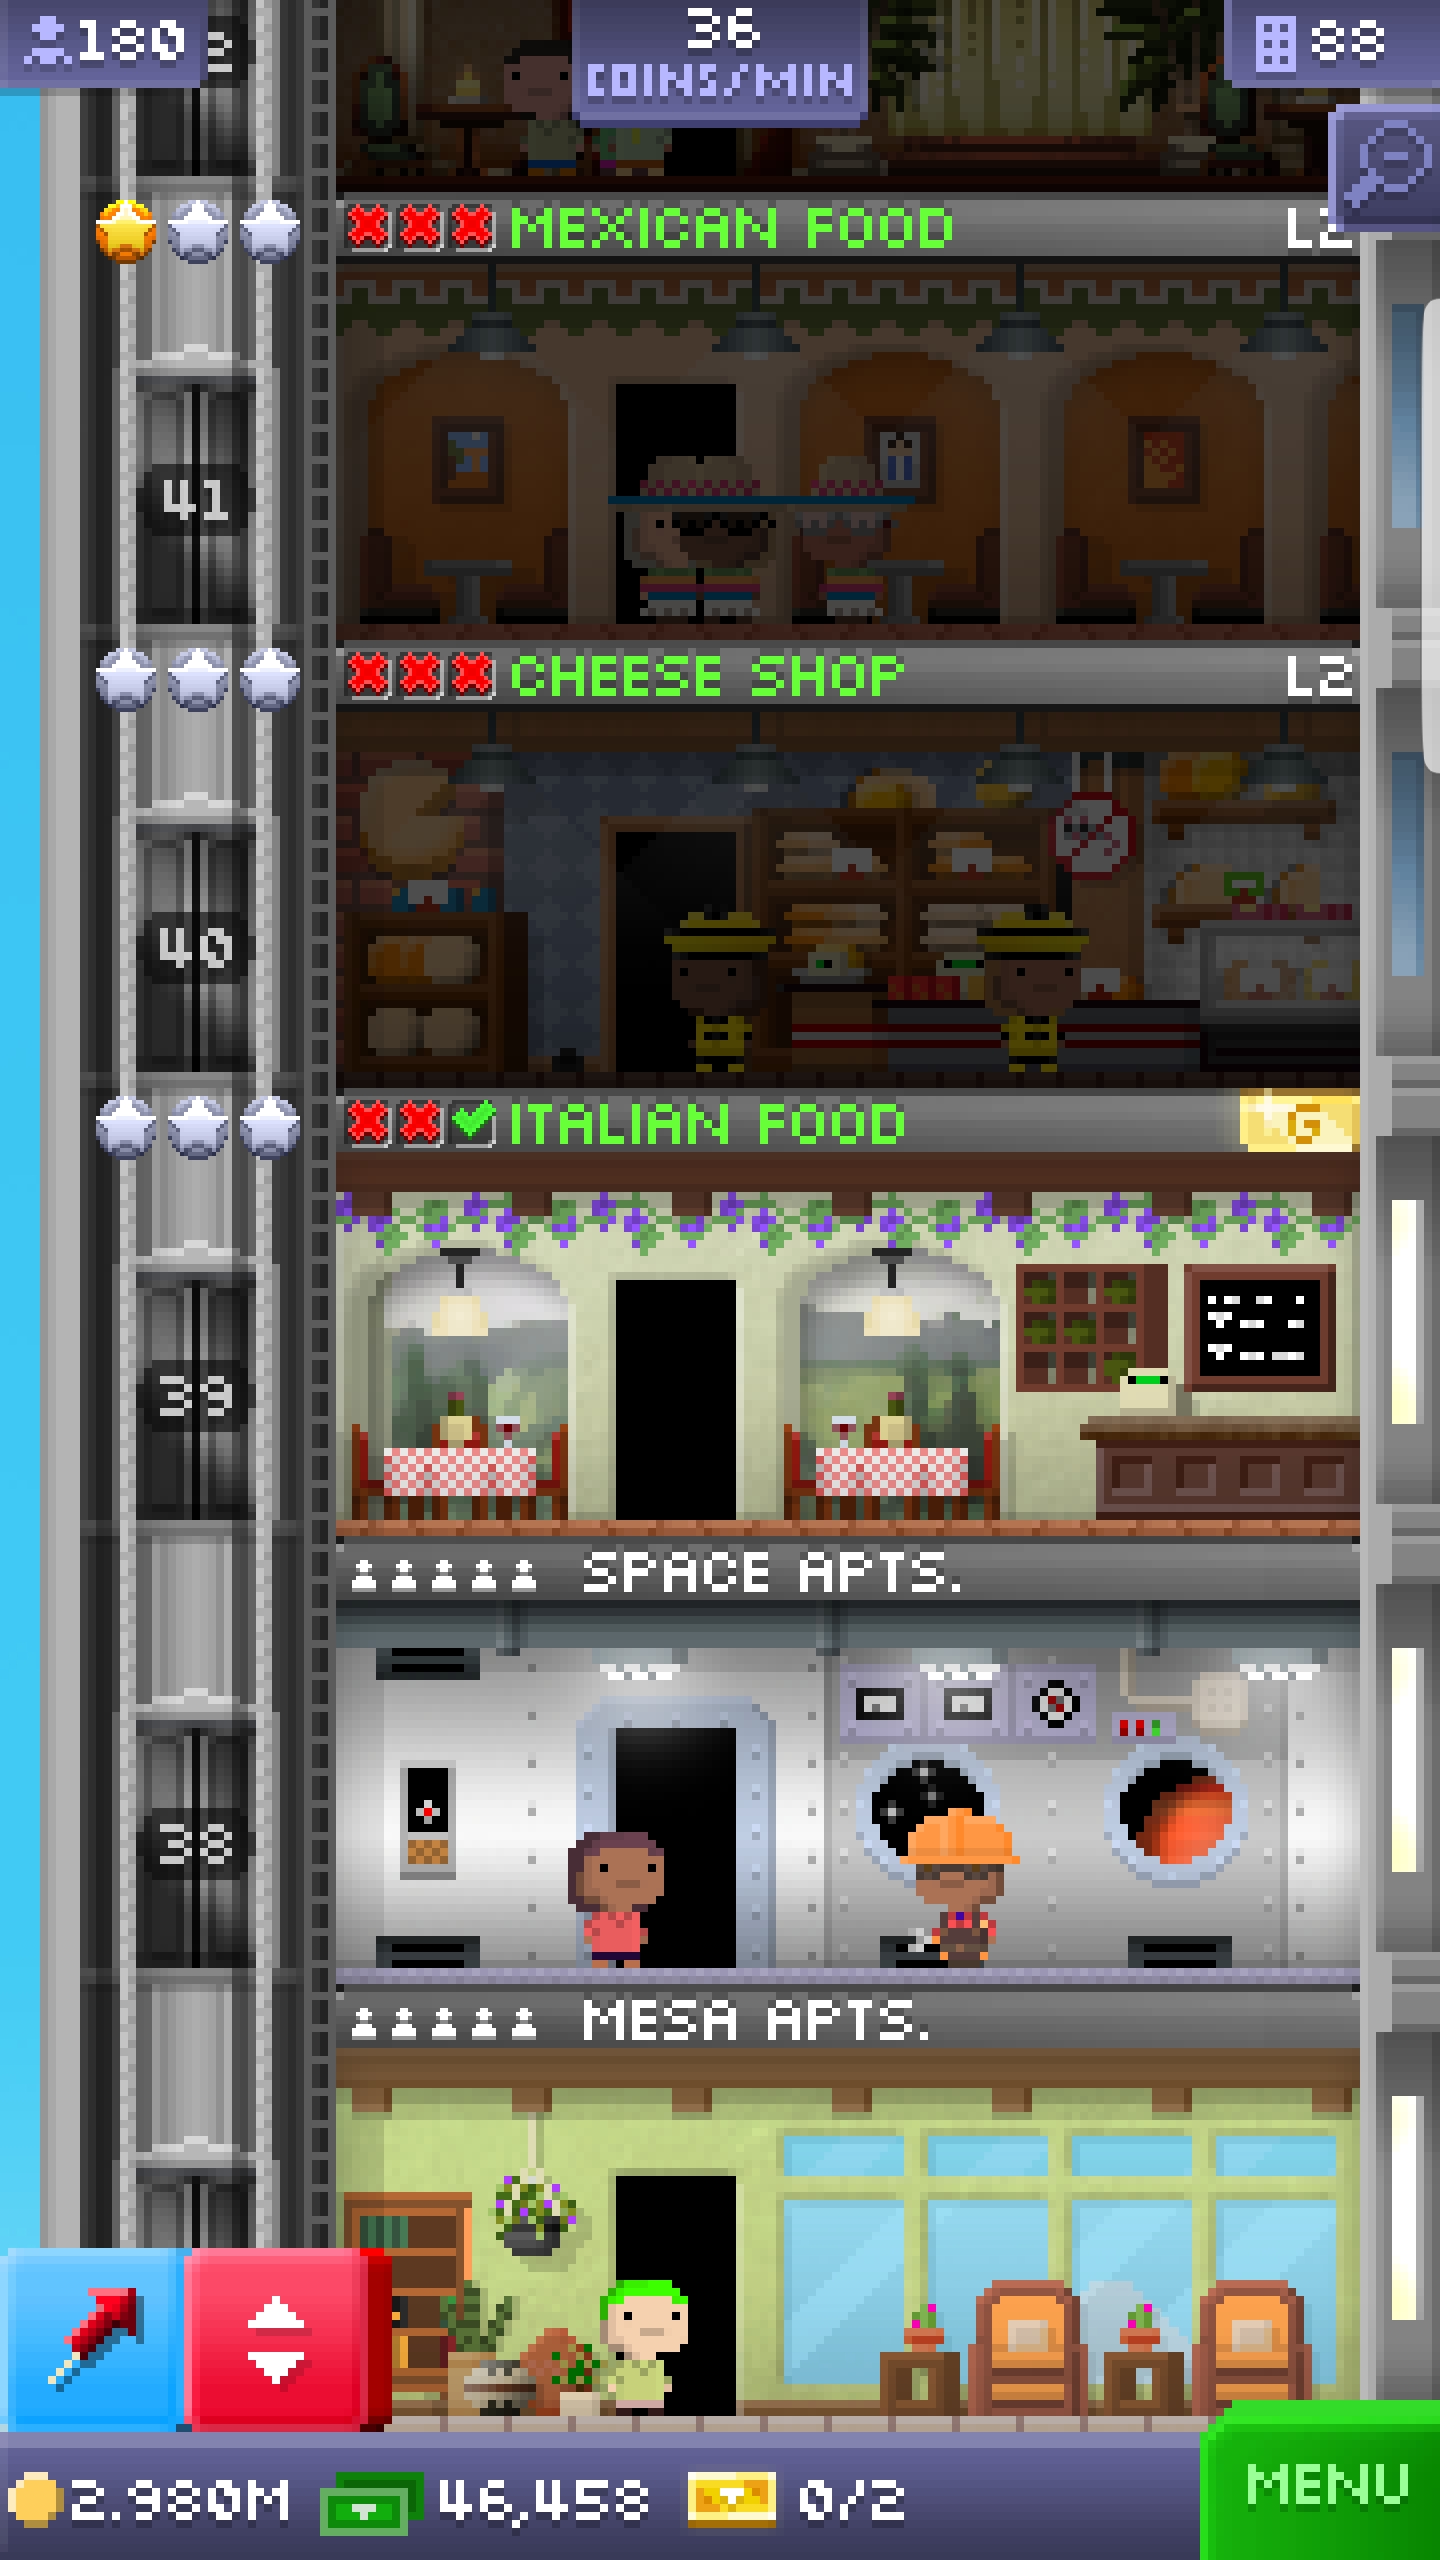 180
36
COINS/MIN
88
MEXICAN FOOD
41
CHEESE SHOP L2
40
ITALIAN FOOD G
39
SPACE APTS.
38
MESA APTS.
2.980M 46,458 0/2
MENU